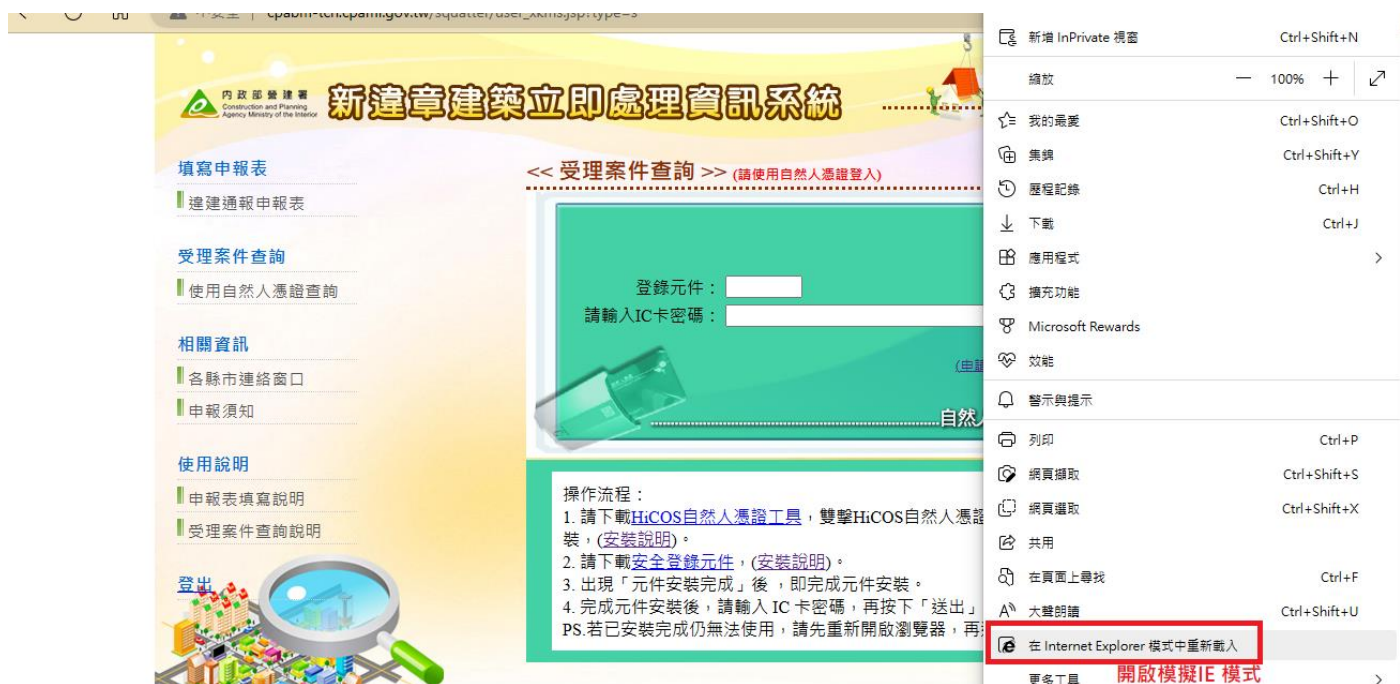 不安全
cpabm-tcn.cpami.gov.tw/squatter/user_xkms.jsp?type=s
內政部營建署
Construction and Planning
Agency Ministry of the Interior
新違章建築立即處理資訊系統
填寫申報表
違建通報申報表
受理案件查詢
使用自然人憑證查詢
相關資訊
各縣市連絡窗口
申報須知
使用說明
申報表填寫說明
受理案件查詢說明
登出
<< 受理案件查詢 >> (請使用自然人憑證登入)
登錄元件：
請輸入IC卡密碼：
(申請
自然人
操作流程：
1. 請下載HiCOS自然人憑證工具，雙擊HiCOS自然人憑證
裝，(安裝說明)。
2. 請下載安全登錄元件，(安裝說明)。
3. 出現「元件安裝完成」後 ，即完成元件安裝。
4. 完成元件安裝後，請輸入 IC 卡密碼，再按下「送出」
PS.若已安裝完成仍無法使用，請先重新開啟瀏覽器，再
新增 InPrivate 視窗 Ctrl+Shift+N
縮放 — 100% +
我的最愛 Ctrl+Shift+O
集錦 Ctrl+Shift+Y
歷程記錄 Ctrl+H
下載 Ctrl+J
應用程式
擴充功能
Microsoft Rewards
效能
警示與提示
列印 Ctrl+P
網頁擷取 Ctrl+Shift+S
網頁選取 Ctrl+Shift+X
共用
在頁面上尋找 Ctrl+F
大聲朗讀 Ctrl+Shift+U
在 Internet Explorer 模式中重新載入
更多工具
開啟模擬IE 模式